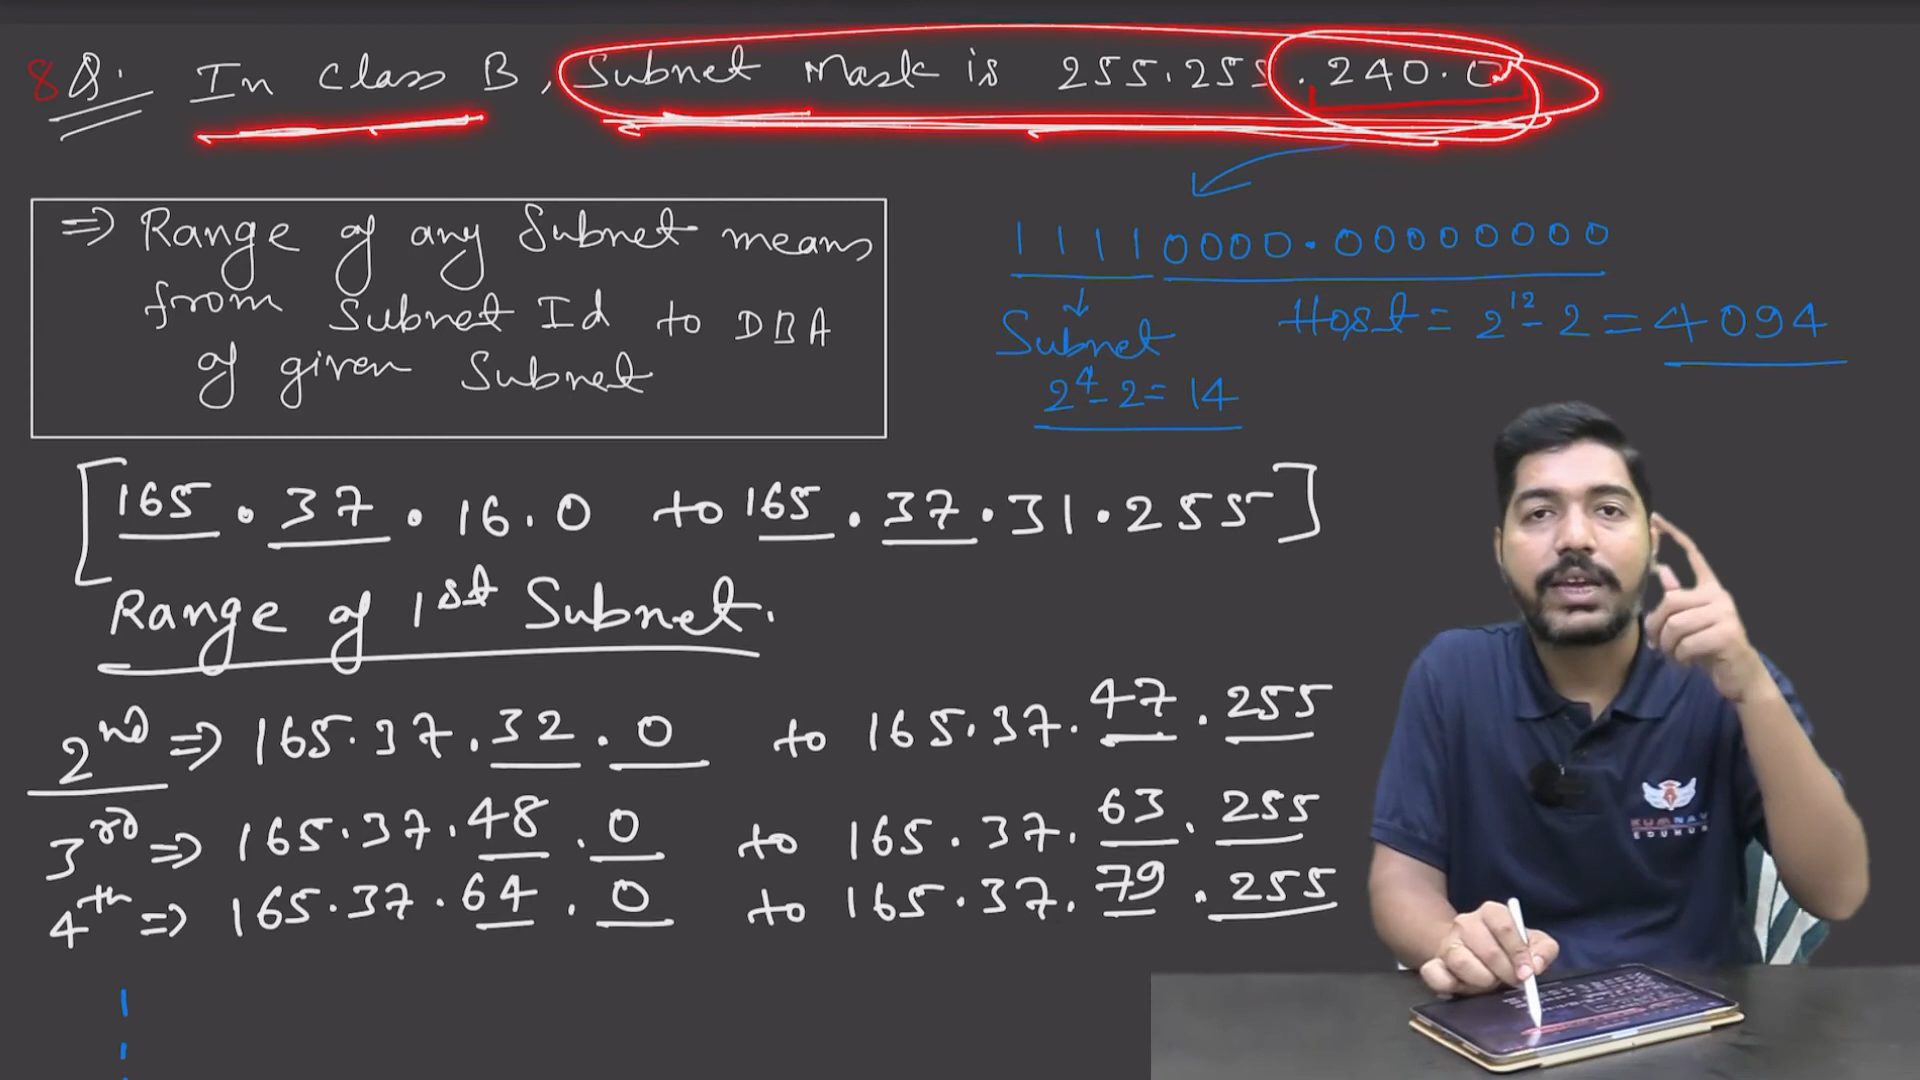 8Q. In Class B, Subnet Mask is 255.255.240.0
⇒ Range of any Subnet means
from Subnet Id to DBA
of given Subnet
11110000.00000000
Subnet
2^4-2=14
Host = 2^12-2=4094
[165.37.16.0 to 165.37.31.255]
Range of 1st Subnet.
2nd ⇒ 165.37.32.0 to 165.37.47.255
3rd ⇒ 165.37.48.0 to 165.37.63.255
4th ⇒ 165.37.64.0 to 165.37.79.255
KUMNAV
EDUHUB